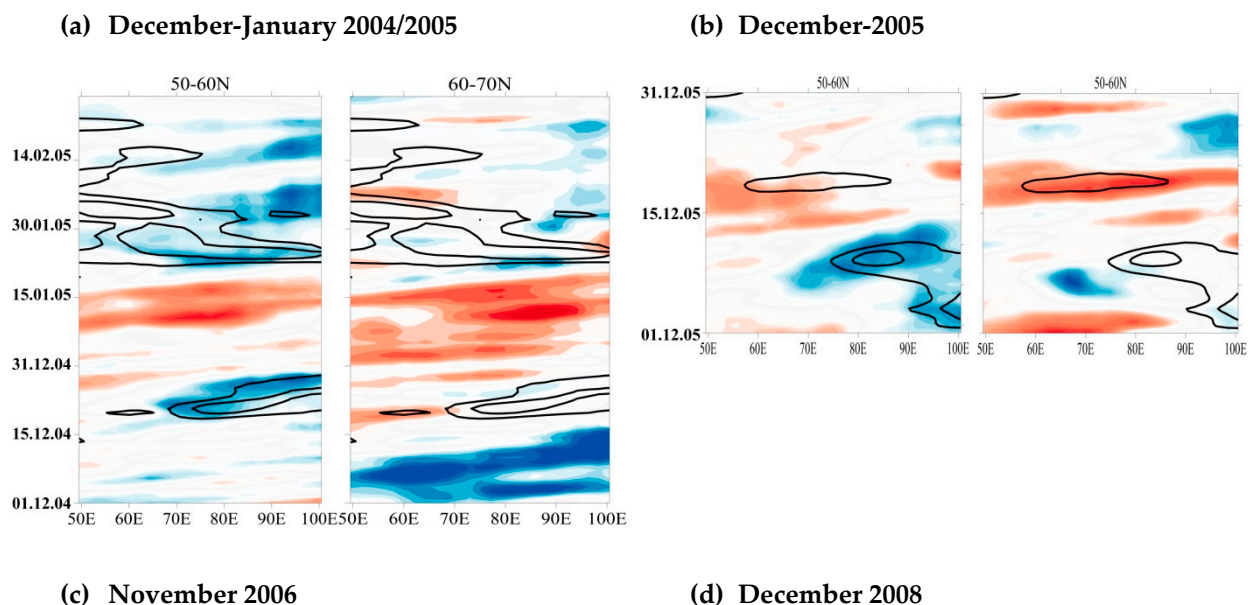 (a) December-January 2004/2005
(b) December-2005
50-60N
60-70N
14.02.05
30.01.05
15.01.05
31.12.04
15.12.04
01.12.04
50E 60E 70E 80E 90E 100E
50E 60E 70E 80E 90E 100E
50-60N
50-60N
31.12.05
15.12.05
01.12.05
50E 60E 70E 80E 90E 100E
50E 60E 70E 80E 90E 100E
(c) November 2006
(d) December 2008